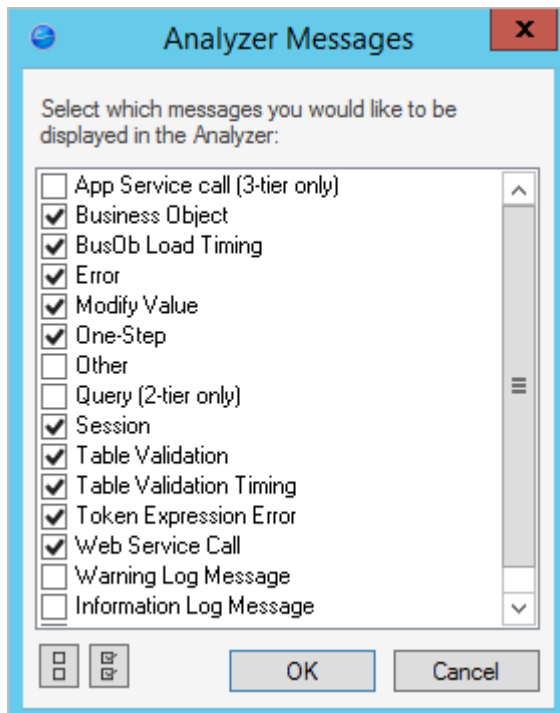 Analyzer Messages
x
Select which messages you would like to be
displayed in the Analyzer:
App Service call (3-tier only)
Business Object
BusOb Load Timing
Error
Modify Value
One-Step
Other
Query (2-tier only)
Session
Table Validation
Table Validation Timing
Token Expression Error
Web Service Call
Warning Log Message
Information Log Message
OK
Cancel